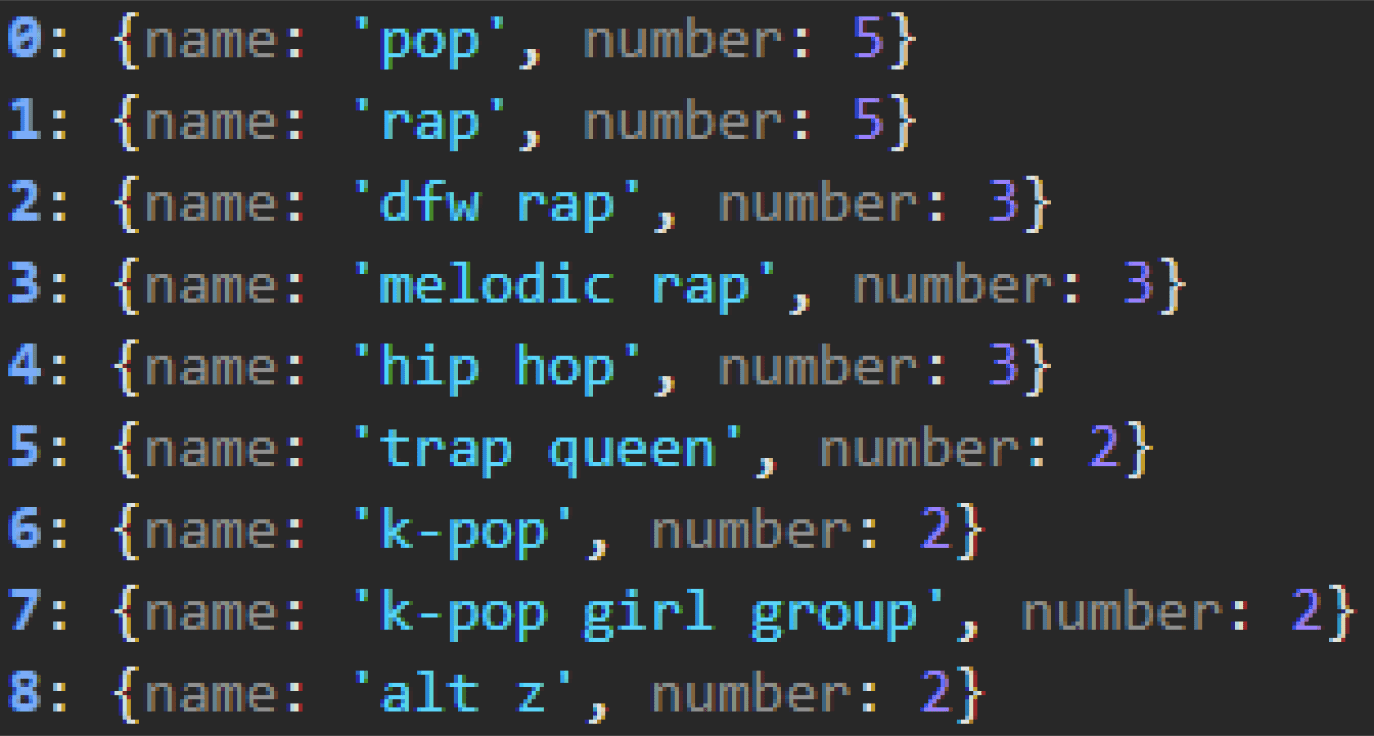 0: {name: 'pop', number: 5}
1: {name: 'rap', number: 5}
2: {name: 'dfw rap', number: 3}
3: {name: 'melodic rap', number: 3}
4: {name: 'hip hop', number: 3}
5: {name: 'trap queen', number: 2}
6: {name: 'k-pop', number: 2}
7: {name: 'k-pop girl group', number: 2}
8: {name: 'alt z', number: 2}